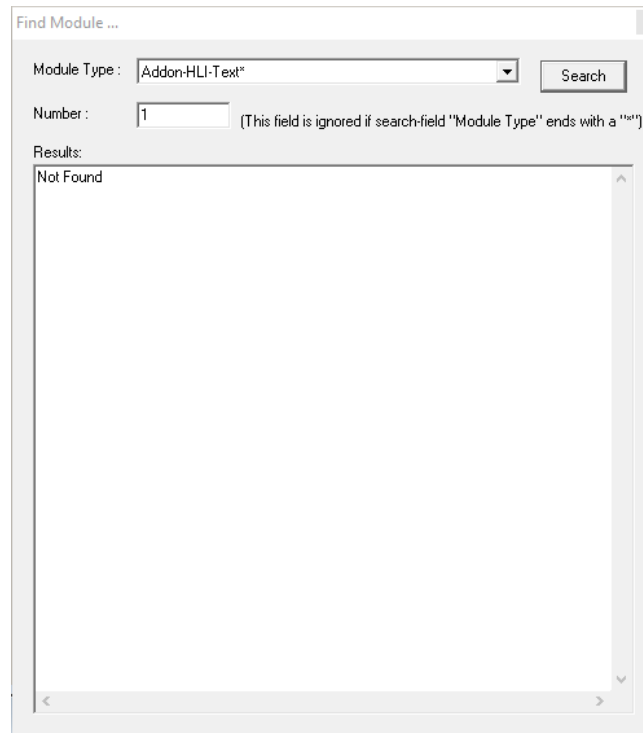 Find Module ...
Module Type : Addon-HLI-Text* Search
Number : 1 (This field is ignored if search-field "Module Type" ends with a "*")
Results:
Not Found